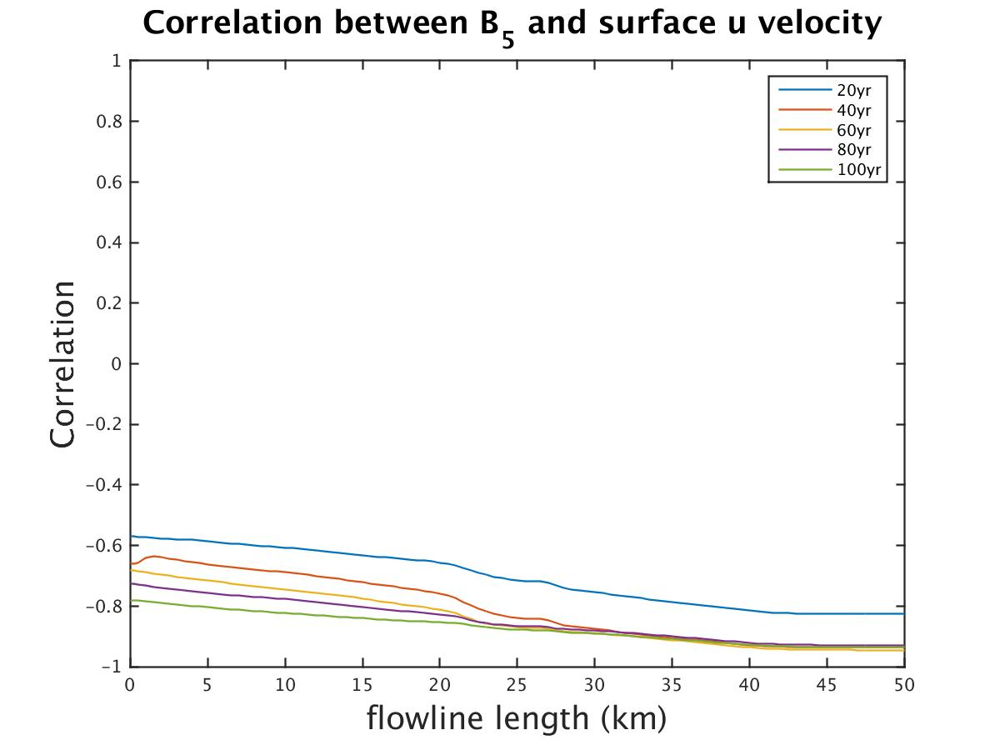 Correlation between B5 and surface u velocity
1
0.8
0.6
0.4
0.2
0
−0.2
−0.4
−0.6
−0.8
−1
Correlation
20yr
40yr
60yr
80yr
100yr
0 5 10 15 20 25 30 35 40 45 50
flowline length (km)